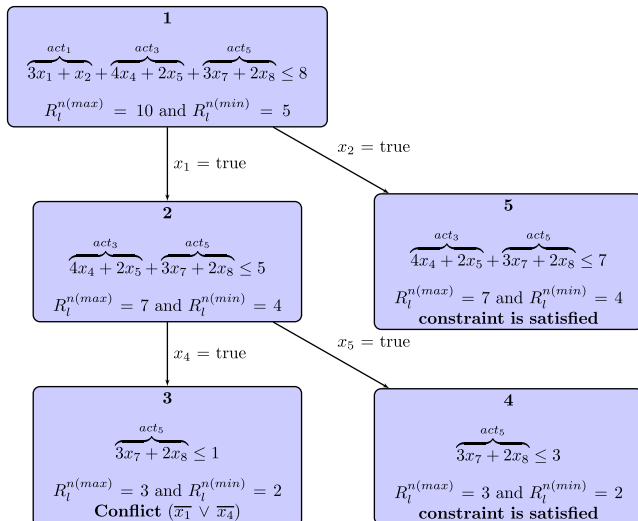 1
act₁ act₃ act₅
3x₁ + x₂ + 4x₄ + 2x₅ + 3x₇ + 2x₈ ≤ 8
R_l^{n(max)} = 10 and R_l^{n(min)} = 5
x₁ = true
x₂ = true
2
act₃ act₅
4x₄ + 2x₅ + 3x₇ + 2x₈ ≤ 5
R_l^{n(max)} = 7 and R_l^{n(min)} = 4
5
act₃ act₅
4x₄ + 2x₅ + 3x₇ + 2x₈ ≤ 7
R_l^{n(max)} = 7 and R_l^{n(min)} = 4
constraint is satisfied
x₄ = true
x₅ = true
3
act₅
3x₇ + 2x₈ ≤ 1
R_l^{n(max)} = 3 and R_l^{n(min)} = 2
Conflict (x̅₁ ∨ x̅₄)
4
act₅
3x₇ + 2x₈ ≤ 3
R_l^{n(max)} = 3 and R_l^{n(min)} = 2
constraint is satisfied